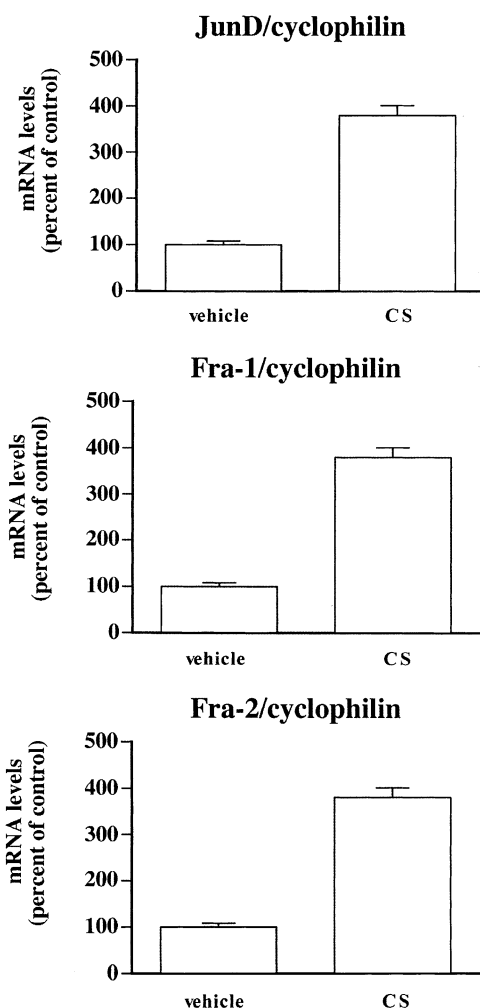 JunD/cyclophilin
mRNA levels
(percent of control)
500
400
300
200
100
0
vehicle CS
Fra-1/cyclophilin
mRNA levels
(percent of control)
500
400
300
200
100
0
vehicle CS
Fra-2/cyclophilin
mRNA levels
(percent of control)
500
400
300
200
100
0
vehicle CS